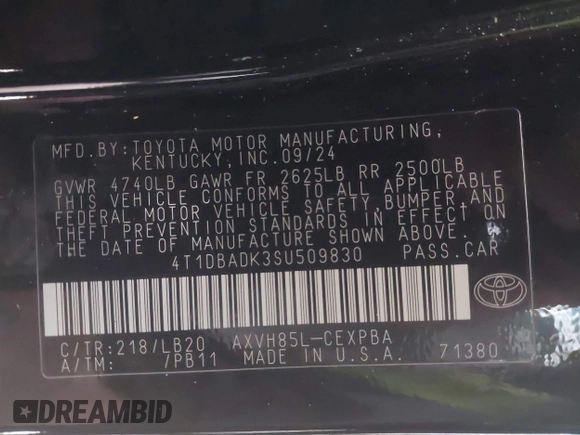 MFD.BY:TOYOTA MOTOR MANUFACTURING,
KENTUCKY,INC.09/24
GVWR 4740LB GAWR FR 2625LB RR 2500LB
THIS VEHICLE CONFORMS TO ALL APPLICABLE
FEDERAL MOTOR VEHICLE SAFETY,BUMPER,AND
THEFT PREVENTION STANDARDS IN EFFECT ON
THE DATE OF MANUFACTURE SHOWN ABOVE.
4T1DBADK3SU509830 PASS.CAR
C/TR:218/LB20 AXVH85L-CEXPBA
A/TM: /PB11 MADE IN U.S.A. 71380
DREAMBID